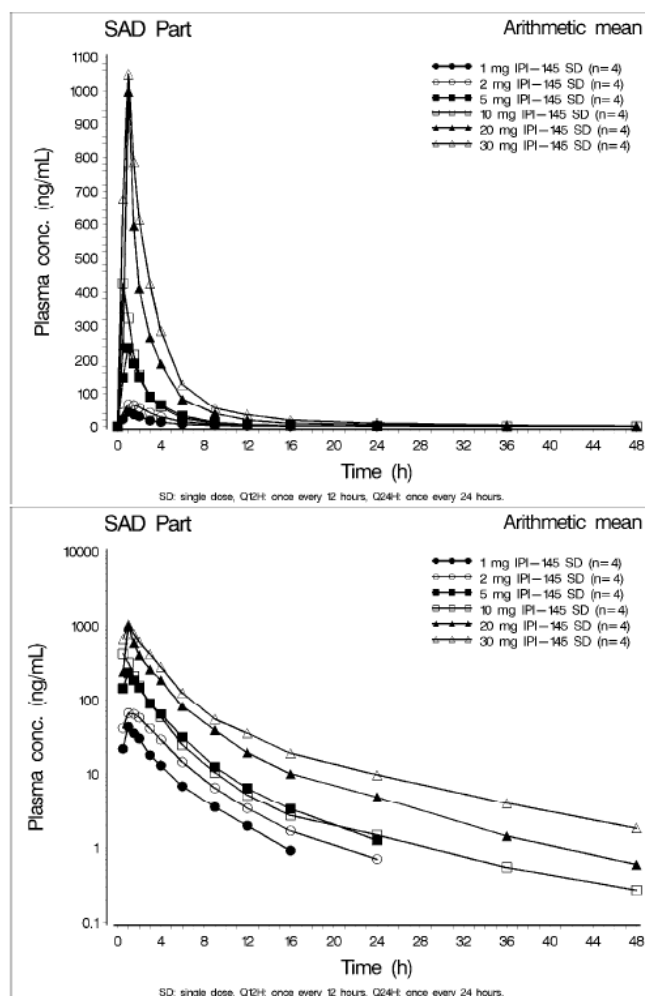 SAD Part Arithmetic mean
1100
1000
900
800
700
600
500
400
300
200
100
0
Plasma conc. (ng/mL)
1 mg IPI-145 SD (n=4)
2 mg IPI-145 SD (n=4)
5 mg IPI-145 SD (n=4)
10 mg IPI-145 SD (n=4)
20 mg IPI-145 SD (n=4)
30 mg IPI-145 SD (n=4)
0 4 8 12 16 20 24 28 32 36 40 44 48
Time (h)
SD: single dose, Q12H: once every 12 hours, Q24H: once every 24 hours.
SAD Part Arithmetic mean
10000
1000
100
10
1
0.1
Plasma conc. (ng/mL)
1 mg IPI-145 SD (n=4)
2 mg IPI-145 SD (n=4)
5 mg IPI-145 SD (n=4)
10 mg IPI-145 SD (n=4)
20 mg IPI-145 SD (n=4)
30 mg IPI-145 SD (n=4)
0 4 8 12 16 20 24 28 32 36 40 44 48
Time (h)
SD: single dose, Q12H: once every 12 hours, Q24H: once every 24 hours.